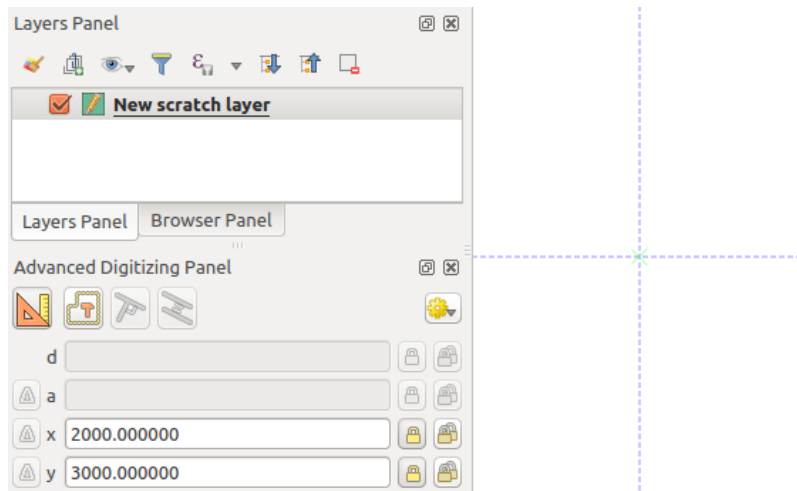 Layers Panel
New scratch layer
Layers Panel Browser Panel
Advanced Digitizing Panel
d
a
x 2000.000000
y 3000.000000